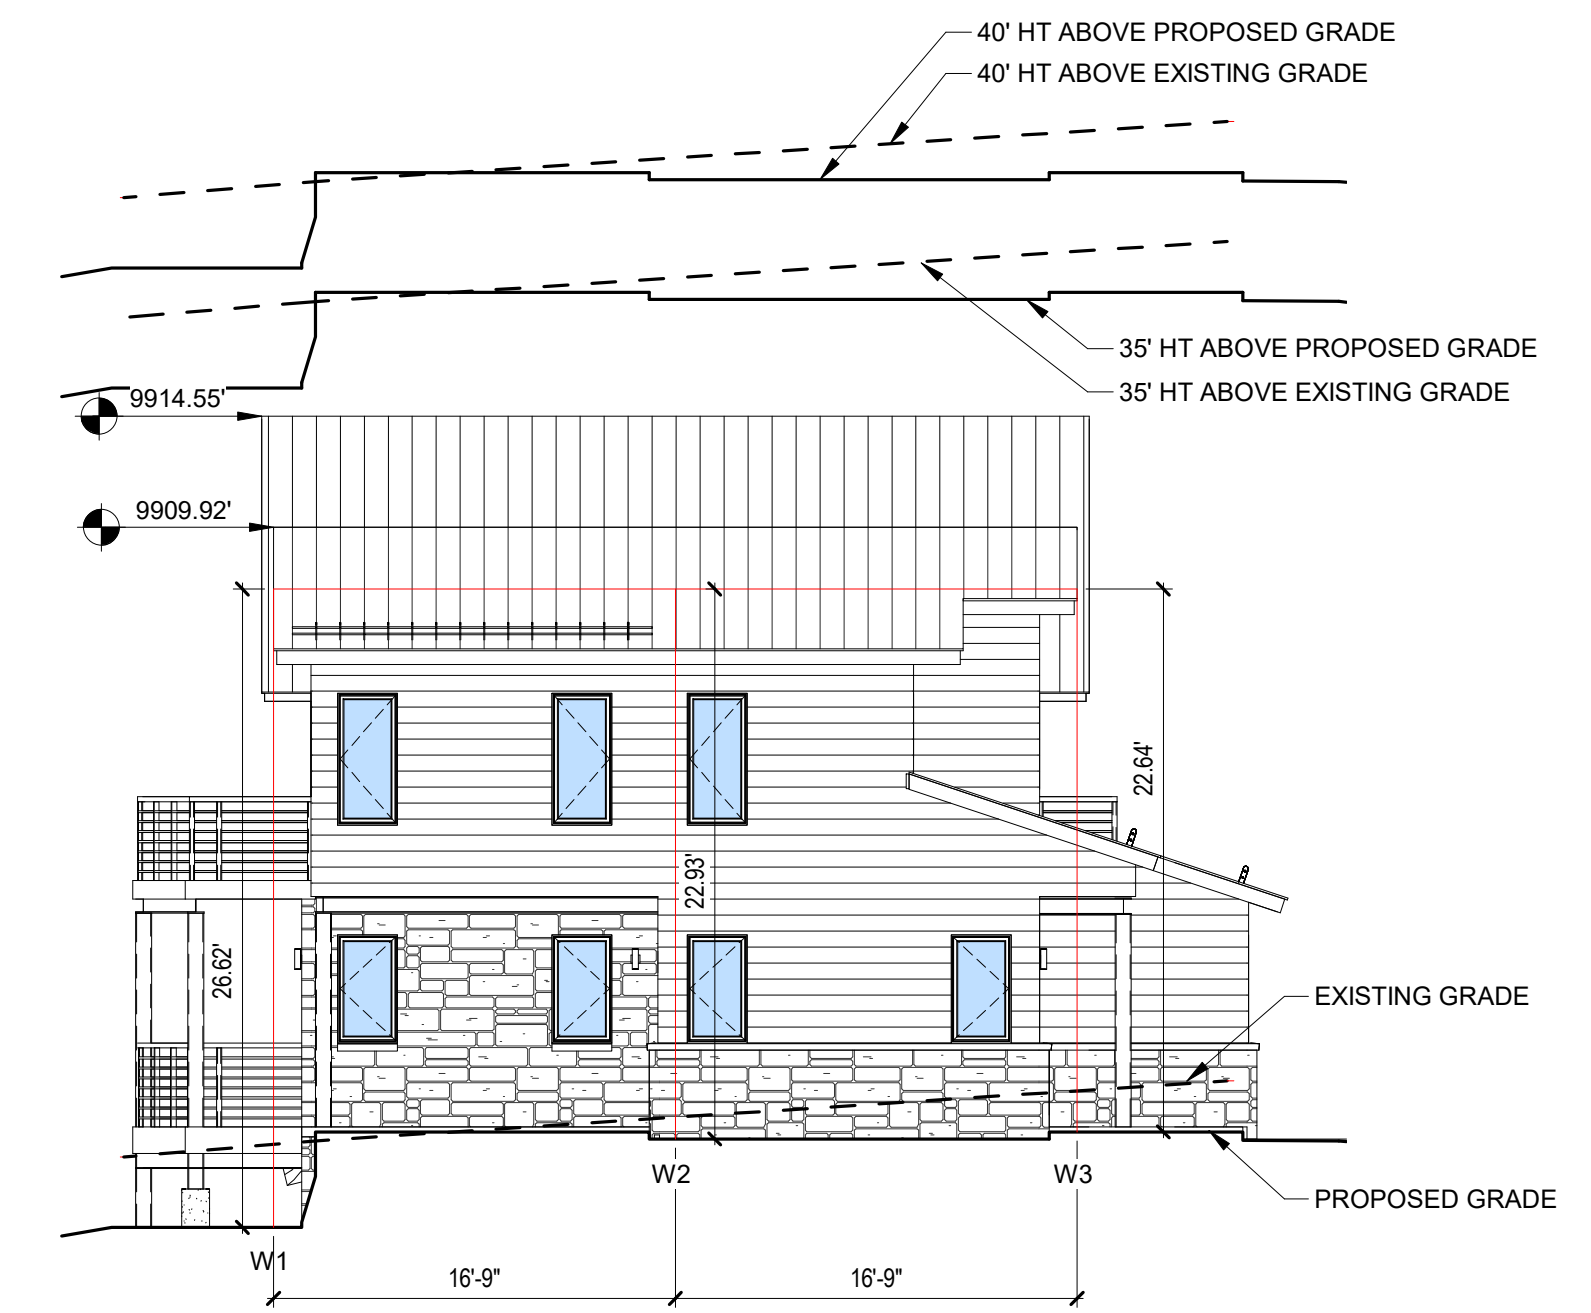 40' HT ABOVE PROPOSED GRADE
40' HT ABOVE EXISTING GRADE
35' HT ABOVE PROPOSED GRADE
35' HT ABOVE EXISTING GRADE
9914.55'
9909.92'
22.64'
22.93'
26.62'
EXISTING GRADE
W2
W3
PROPOSED GRADE
W1
16'-9"
16'-9"